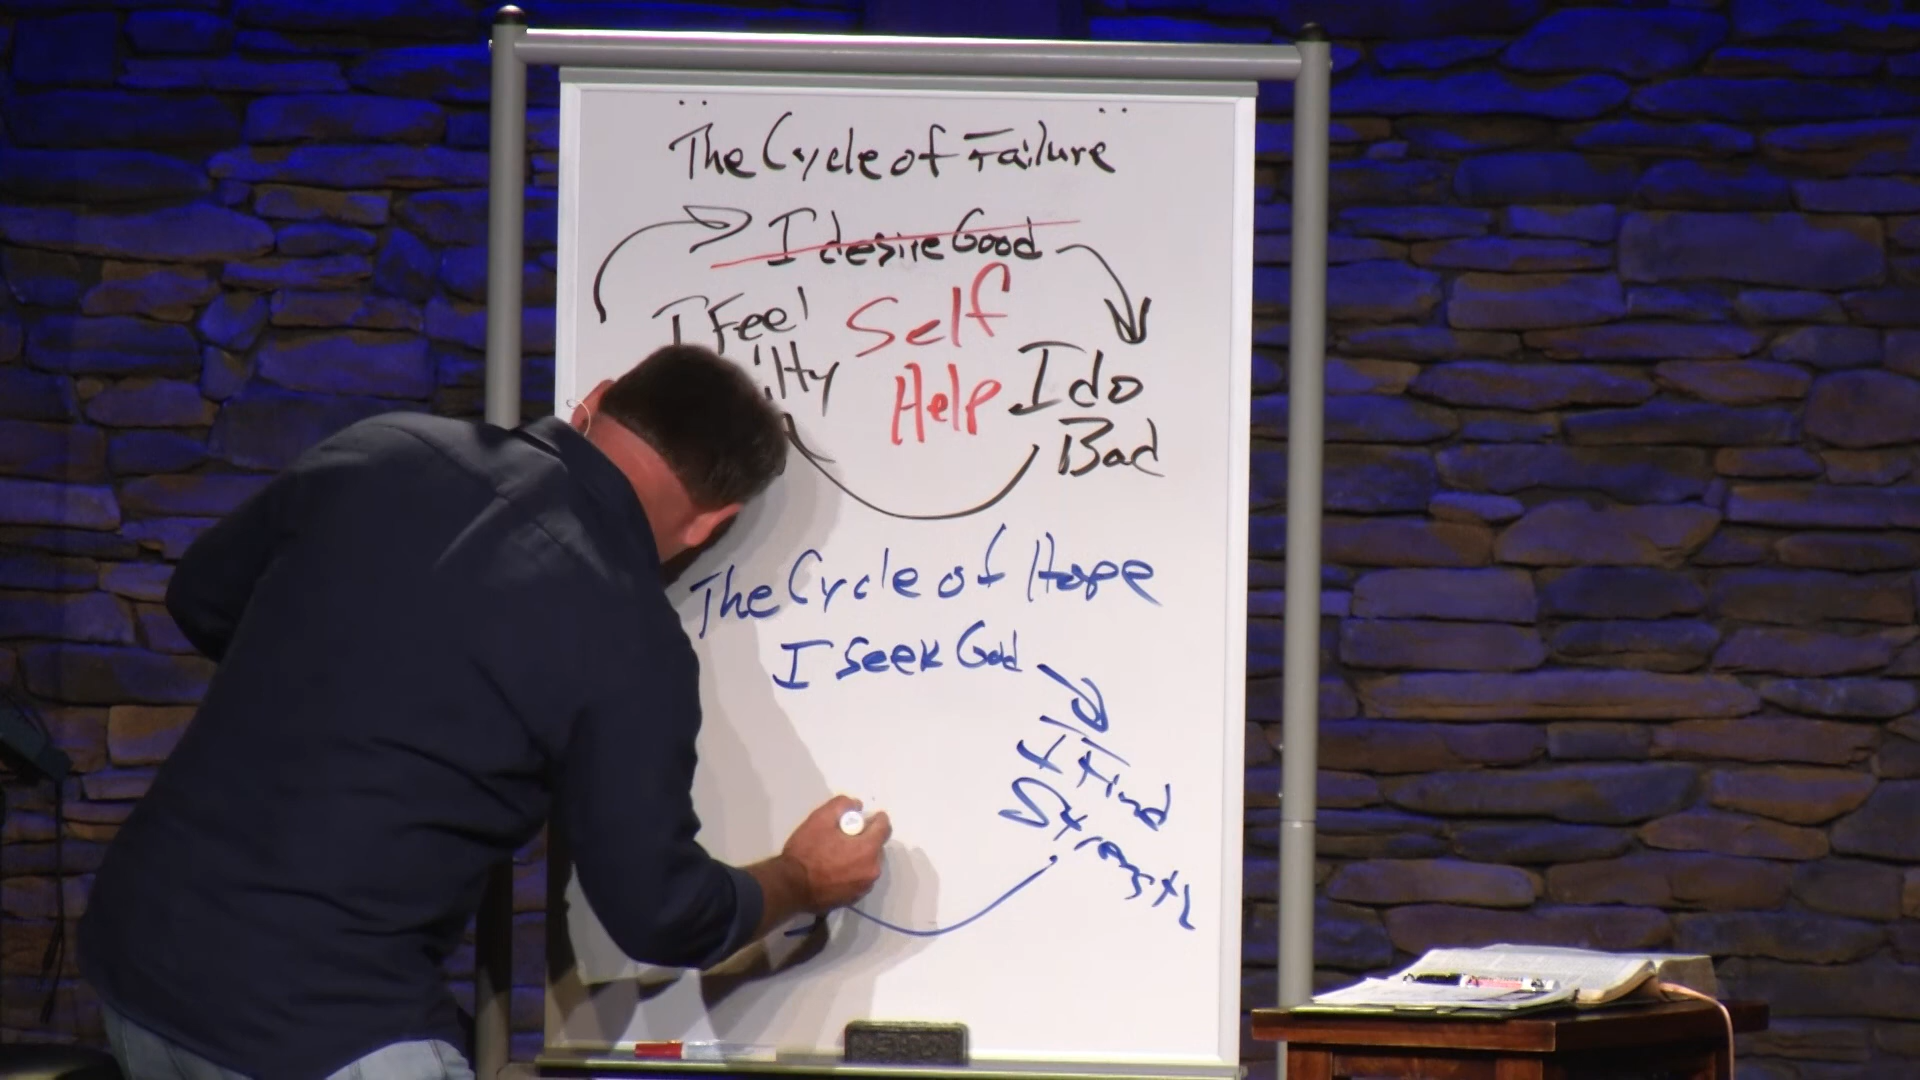 "The Cycle of Failure"
I desire Good
I Feel
Self
Help
I do
Bad
The Cycle of Hope
I Seek God
I Find
Strength